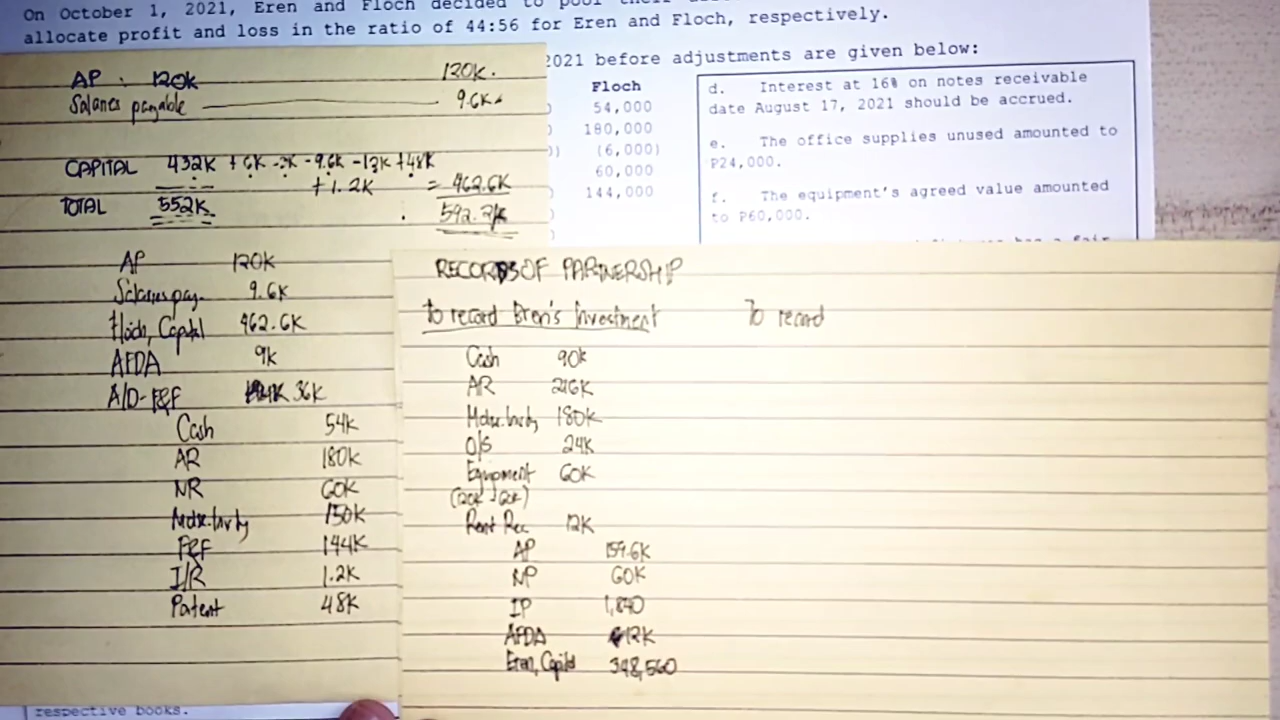 On October 1, 2021, Eren and Floch decided to pool their
allocate profit and loss in the ratio of 44:56 for Eren and Floch, respectively.
2021 before adjustments are given below:
Floch
54,000
180,000
(6,000)
60,000
144,000
d. Interest at 16% on notes receivable
date August 17, 2021 should be accrued.
e. The office supplies unused amounted to
P24,000.
f. The equipment's agreed value amounted
to P60,000.
AP 120K 120K.
Salaries payable 9.6K
CAPITAL 432K + 6K - 3K - 9.6K - 12K + 48K
+ 1.2K = 462.6K
TOTAL 552K 592.2K
AP 120K
Salaries pay. 9.6K
Floch, Capital 462.6K
AFDA 9K
A/D- F&F 36K
Cash 54K
AR 180K
NR 60K
Mdse. Invty 150K
F&F 144K
I/R 1.2K
Patent 48K
RECORDS OF PARTNERSHIP
to record Eren's Investment
To record
Cash 90K
AR 216K
Mdse. Invty 180K
O/S 24K
Equipment 60K
Rent Rec 12K
AP 159.6K
NP 60K
IP 1,840
AFDA 12K
Eren, Capital 348,560
respective books.